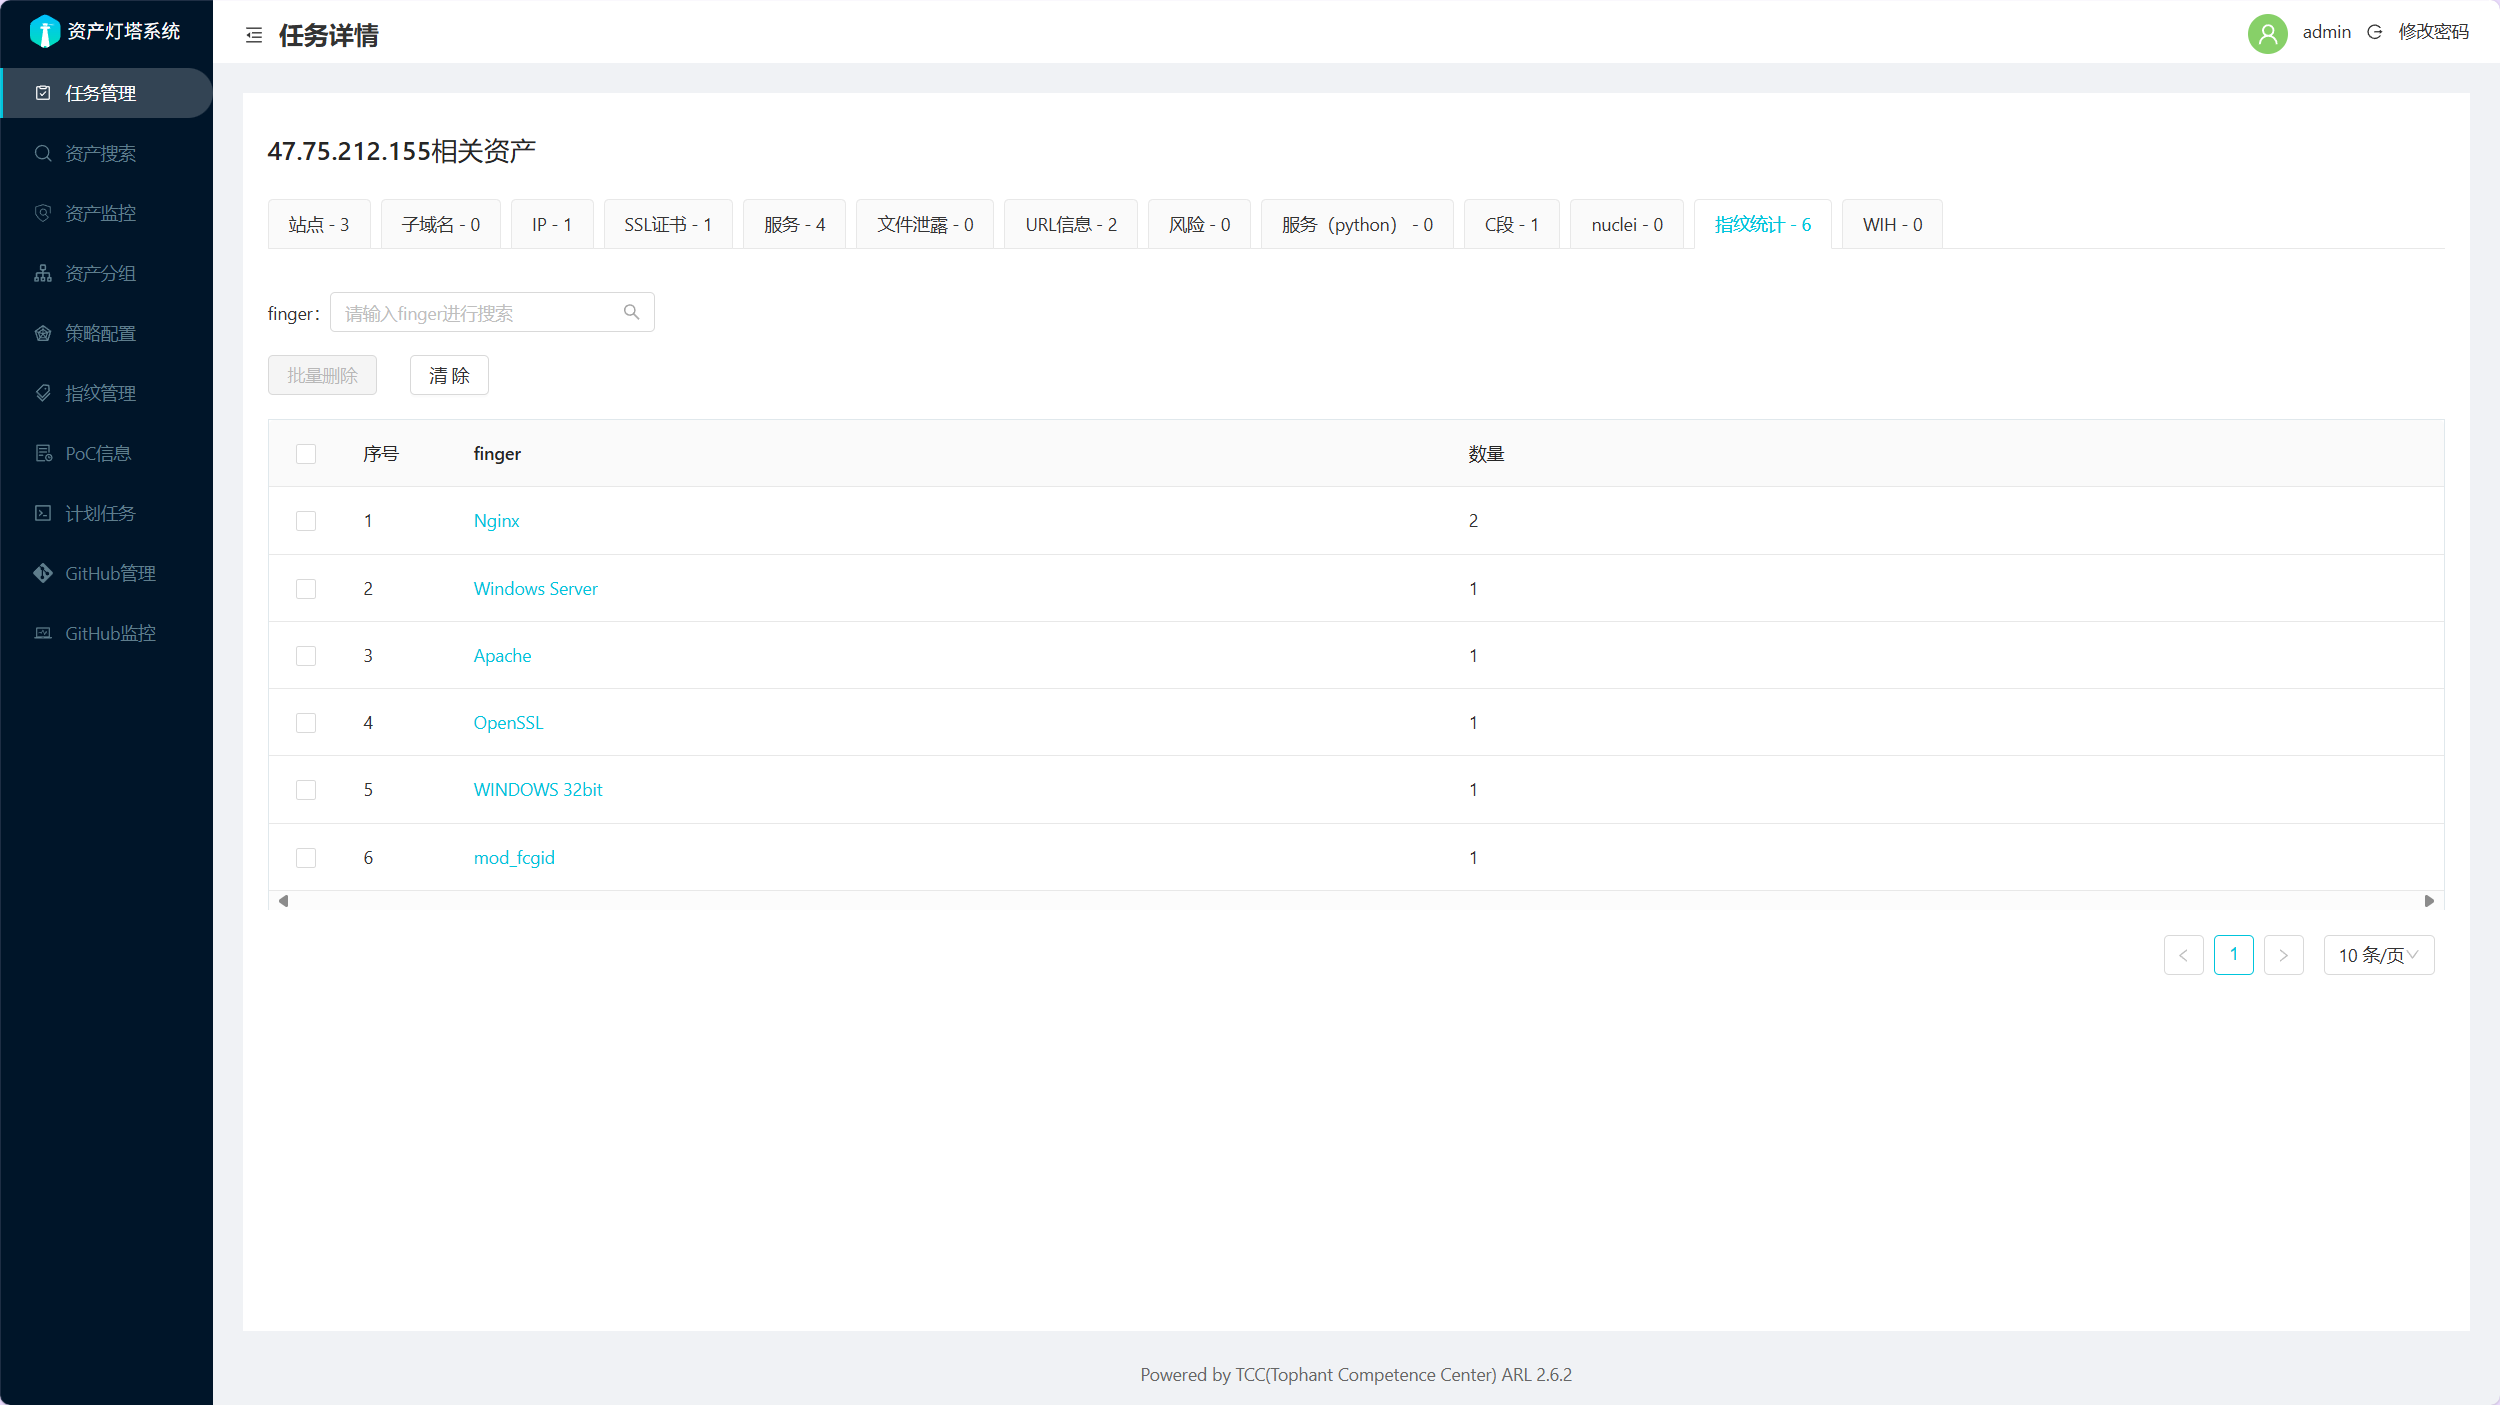 资产灯塔系统
任务详情
admin
修改密码
任务管理
资产搜索
资产监控
资产分组
策略配置
指纹管理
PoC信息
计划任务
GitHub管理
GitHub监控
47.75.212.155相关资产
站点 - 3
子域名 - 0
IP - 1
SSL证书 - 1
服务 - 4
文件泄露 - 0
URL信息 - 2
风险 - 0
服务（python） - 0
C段 - 1
nuclei - 0
指纹统计 - 6
WIH - 0
finger：
请输入finger进行搜索
批量删除
清 除
序号 finger 数量
1 Nginx 2
2 Windows Server 1
3 Apache 1
4 OpenSSL 1
5 WINDOWS 32bit 1
6 mod_fcgid 1
1
10 条/页
Powered by TCC(Tophant Competence Center) ARL 2.6.2